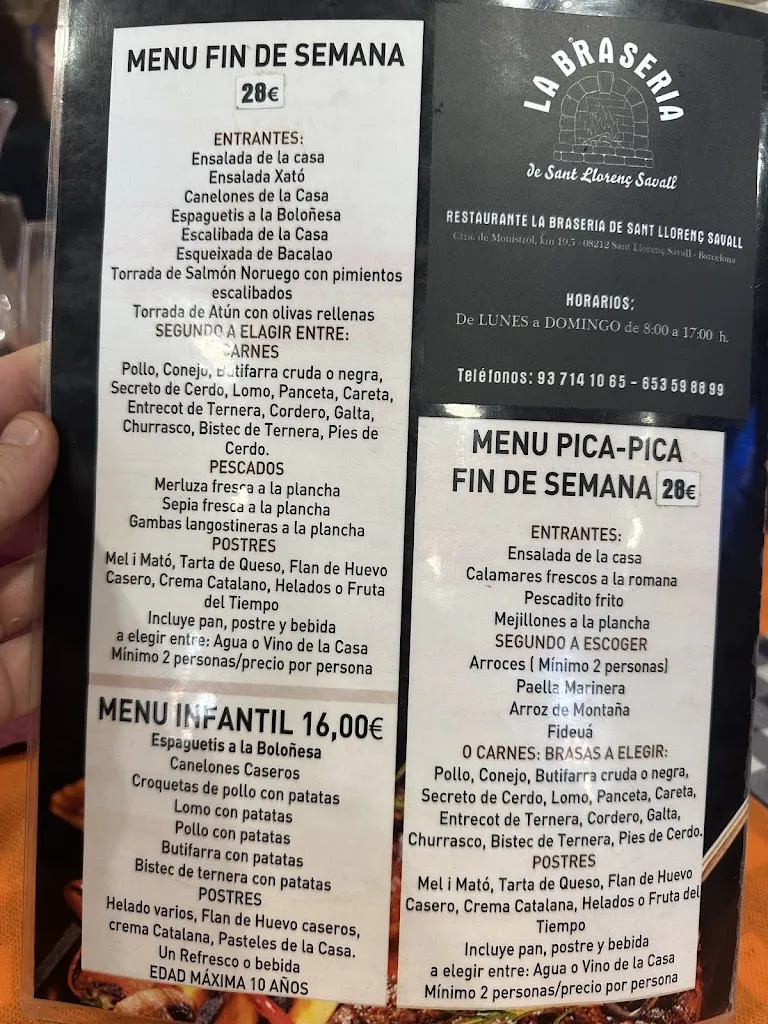 MENU FIN DE SEMANA
28€
ENTRANTES:
Ensalada de la casa
Ensalada Xató
Canelones de la Casa
Espaguetis a la Boloñesa
Escalibada de la Casa
Esqueixada de Bacalao
Torrada de Salmón Noruego con pimientos
escalibados
Torrada de Atún con olivas rellenas
SEGUNDO A ELAGIR ENTRE:
CARNES
Pollo, Conejo, Butifarra cruda o negra,
Secreto de Cerdo, Lomo, Panceta, Careta,
Entrecot de Ternera, Cordero, Galta,
Churrasco, Bistec de Ternera, Pies de
Cerdo.
PESCADOS
Merluza fresca a la plancha
Sepia fresca a la plancha
Gambas langostineras a la plancha
POSTRES
Mel i Mató, Tarta de Queso, Flan de Huevo
Casero, Crema Catalano, Helados o Fruta
del Tiempo
Incluye pan, postre y bebida
a elegir entre: Agua o Vino de la Casa
Mínimo 2 personas/precio por persona
MENU INFANTIL 16,00€
Espaguetis a la Boloñesa
Canelones Caseros
Croquetas de pollo con patatas
Lomo con patatas
Pollo con patatas
Butifarra con patatas
Bistec de ternera con patatas
POSTRES
Helado varios, Flan de Huevo caseros,
crema Catalana, Pasteles de la Casa.
Un Refresco o bebida
EDAD MÁXIMA 10 AÑOS
LA BRASERIA
de Sant Llorenç Savall
RESTAURANTE LA BRASERIA DE SANT LLORENÇ SAVALL
Ctra. de Monistrol, Km 19,5 - 08212 Sant Llorenç Savall - Barcelona
HORARIOS:
De LUNES a DOMINGO de 8:00 a 17:00 h.
Teléfonos: 93 714 10 65 - 653 59 88 99
MENU PICA-PICA
FIN DE SEMANA 28€
ENTRANTES:
Ensalada de la casa
Calamares frescos a la romana
Pescadito frito
Mejillones a la plancha
SEGUNDO A ESCOGER
Arroces ( Mínimo 2 personas)
Paella Marinera
Arroz de Montaña
Fideuá
O CARNES: BRASAS A ELEGIR:
Pollo, Conejo, Butifarra cruda o negra,
Secreto de Cerdo, Lomo, Panceta, Careta,
Entrecot de Ternera, Cordero, Galta,
Churrasco, Bistec de Ternera, Pies de Cerdo.
POSTRES
Mel i Mató, Tarta de Queso, Flan de Huevo
Casero, Crema Catalana, Helados o Fruta del
Tiempo
Incluye pan, postre y bebida
a elegir entre: Agua o Vino de la Casa
Mínimo 2 personas/precio por persona